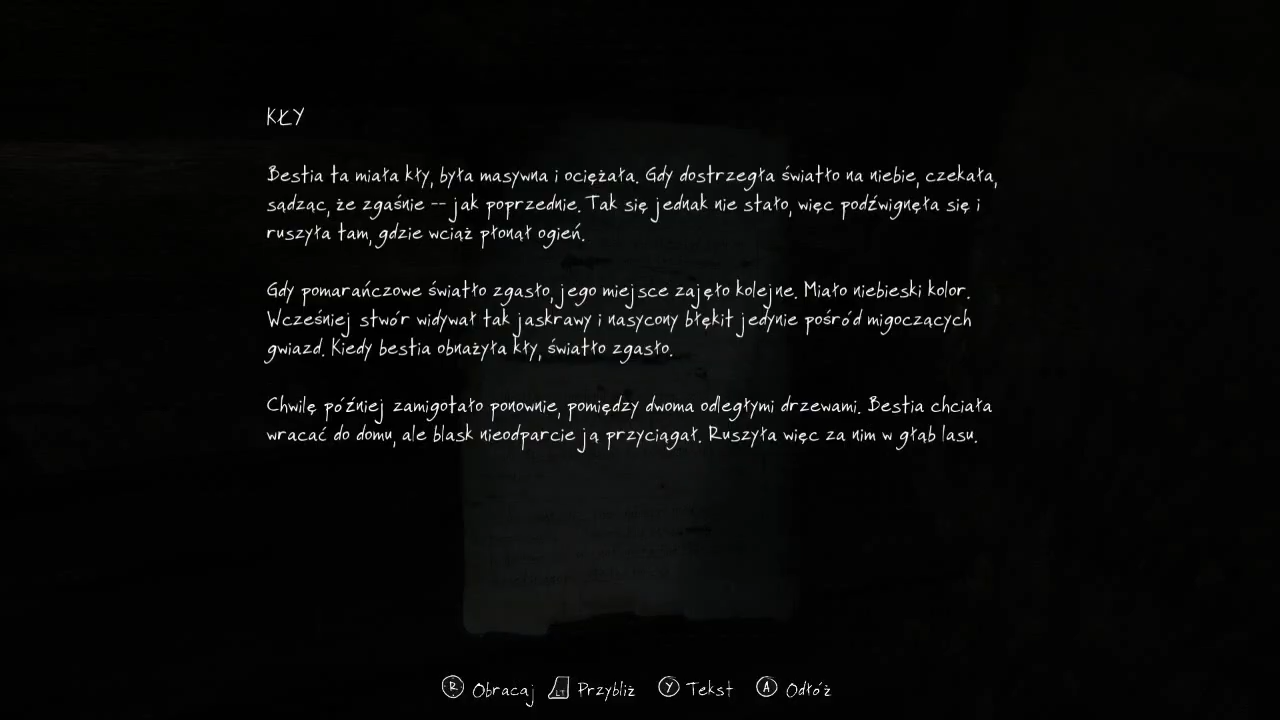 KŁY
Bestia ta miała kły, była masywna i ociężała. Gdy dostrzegła światło na niebie, czekała,
sądząc, że zgaśnie -- jak poprzednie. Tak się jednak nie stało, więc podźwignęła się i
ruszyła tam, gdzie wciąż płonął ogień.
Gdy pomarańczowe światło zgasło, jego miejsce zajęło kolejne. Miało niebieski kolor.
Wcześniej stwór widywał tak jaskrawy i nasycony błękit jedynie pośród migoczących
gwiazd. Kiedy bestia obnażyła kły, światło zgasło.
Chwilę później zamigotało ponownie, pomiędzy dwoma odległymi drzewami. Bestia chciała
wracać do domu, ale blask nieodparcie ją przyciągał. Ruszyła więc za nim w głąb lasu.
R Obracaj LT Przybliż Y Tekst A Odłóż